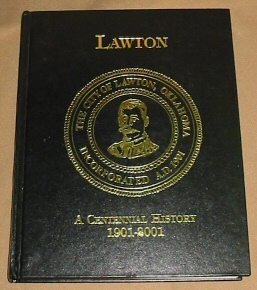 LAWTON
THE CITY OF LAWTON, OKLAHOMA
INCORPORATED A.D. 1901
A CENTENNIAL HISTORY
1901-2001